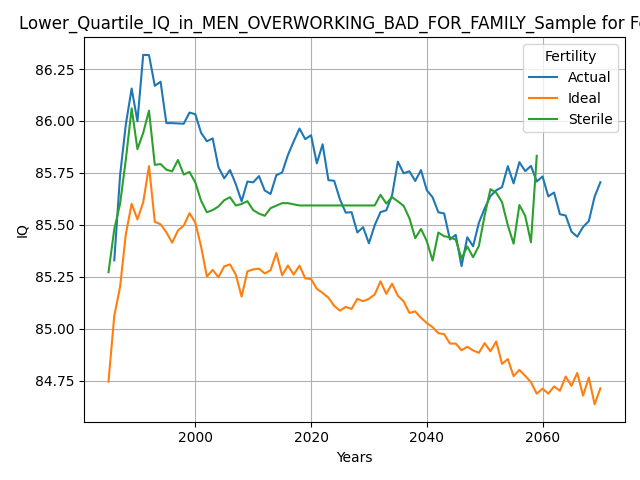 Lower_Quartile_IQ_in_MEN_OVERWORKING_BAD_FOR_FAMILY_Sample for F
Fertility
Actual
Ideal
Sterile
86.25
86.00
85.75
85.50
85.25
85.00
84.75
IQ
2000
2020
2040
2060
Years